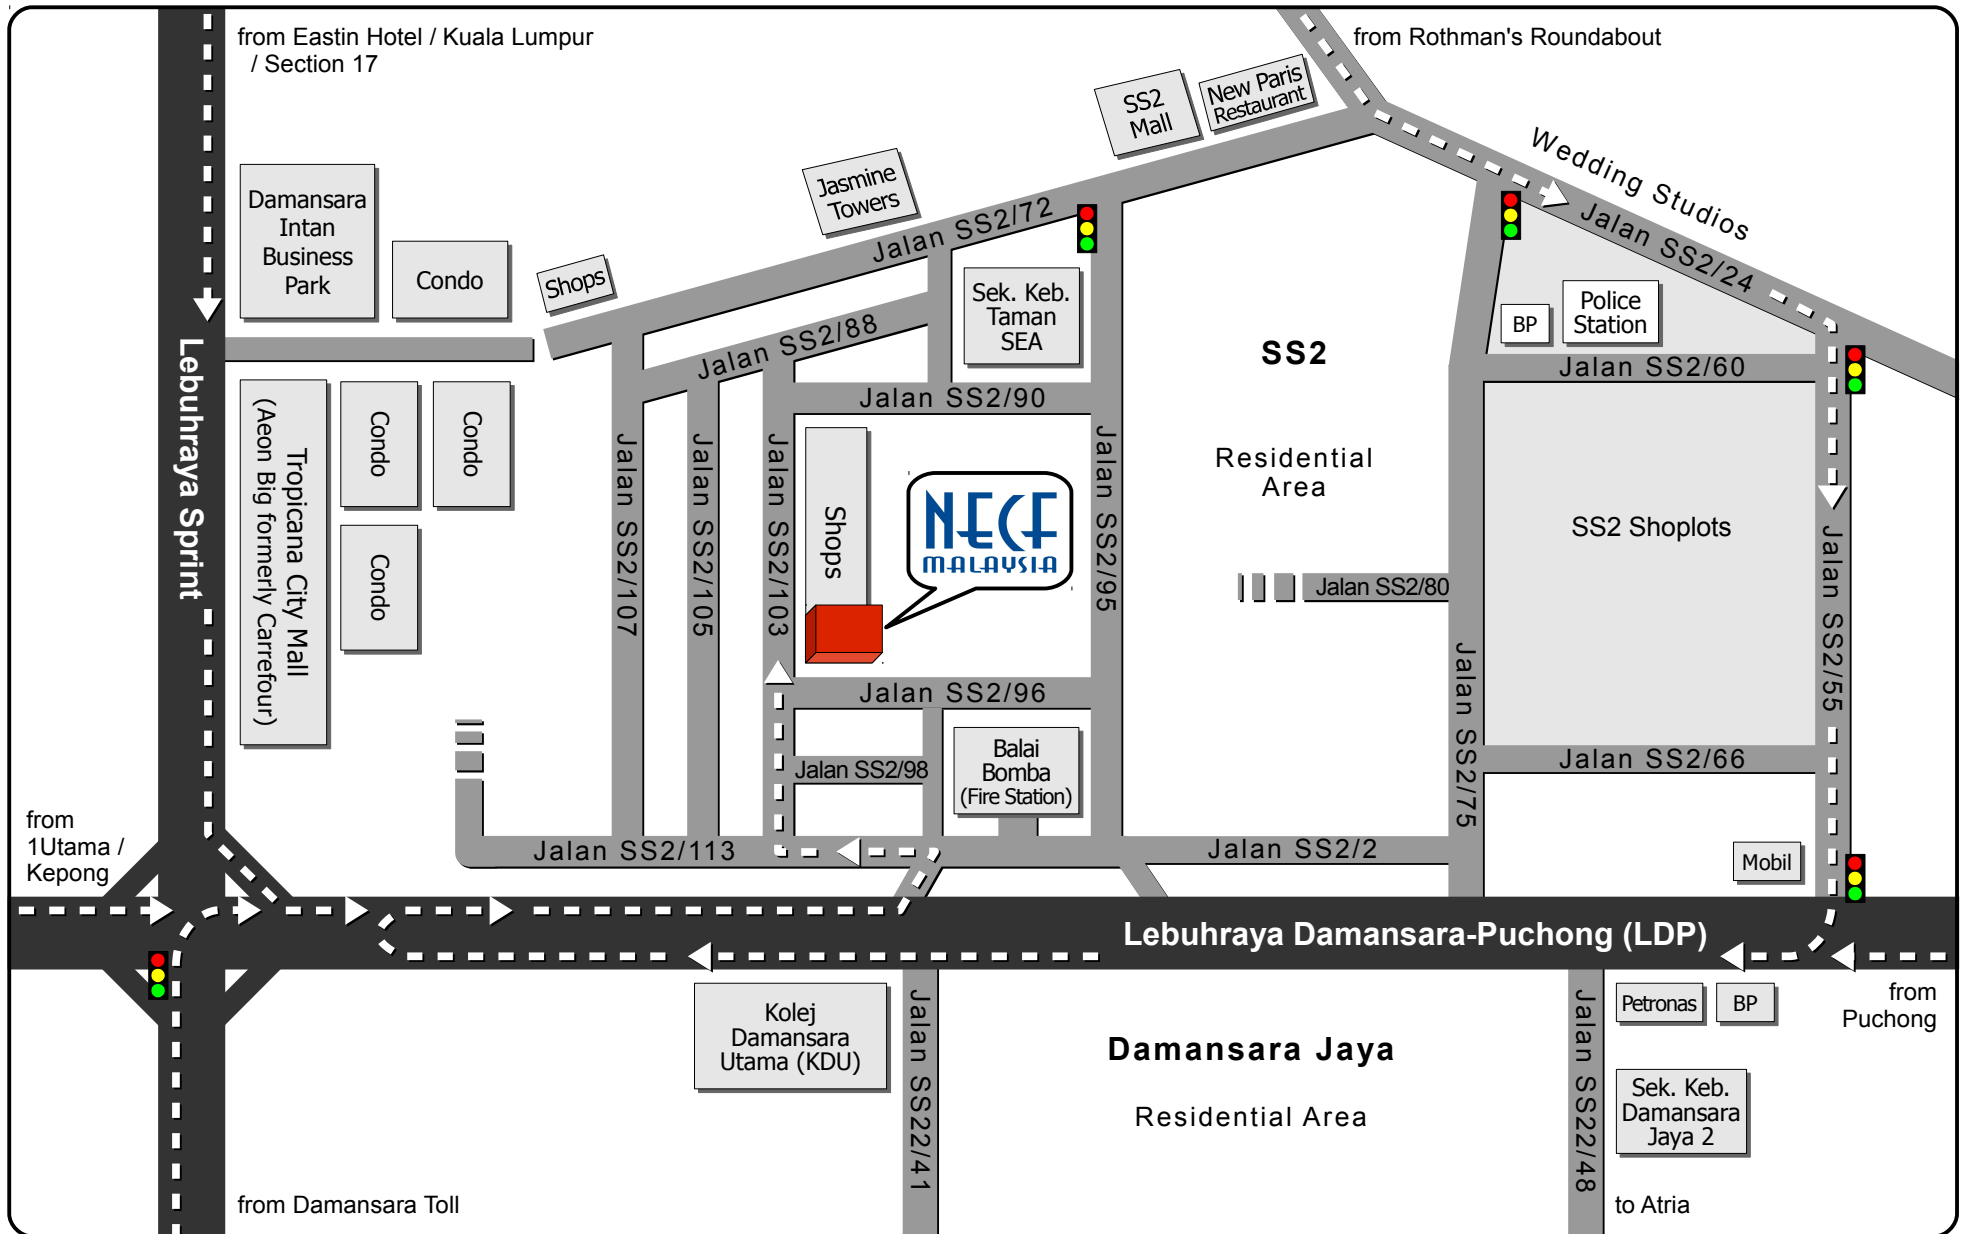 from Eastin Hotel / Kuala Lumpur
/ Section 17
from Rothman's Roundabout
Wedding Studios
SS2
Mall
New Paris
Restaurant
Jasmine
Towers
Jalan SS2/72
Jalan SS2/24
Damansara
Intan
Business
Park
Condo
Shops
Sek. Keb.
Taman
SEA
BP
Police
Station
Jalan SS2/88
SS2
Jalan SS2/60
Jalan SS2/90
Lebuhraya Sprint
Tropicana City Mall
(Aeon Big formerly Carrefour)
Condo
Condo
Condo
Jalan SS2/107
Jalan SS2/105
Jalan SS2/103
Shops
NECF
MALAYSIA
Jalan SS2/95
Residential
Area
SS2 Shoplots
Jalan SS2/80
Jalan SS2/55
Jalan SS2/75
Jalan SS2/96
Jalan SS2/98
Balai
Bomba
(Fire Station)
Jalan SS2/66
from
1Utama /
Kepong
Jalan SS2/113
Jalan SS2/2
Mobil
Lebuhraya Damansara-Puchong (LDP)
Kolej
Damansara
Utama (KDU)
Jalan SS22/41
Damansara Jaya
Residential Area
Jalan SS22/48
Petronas
BP
from
Puchong
Sek. Keb.
Damansara
Jaya 2
from Damansara Toll
to Atria